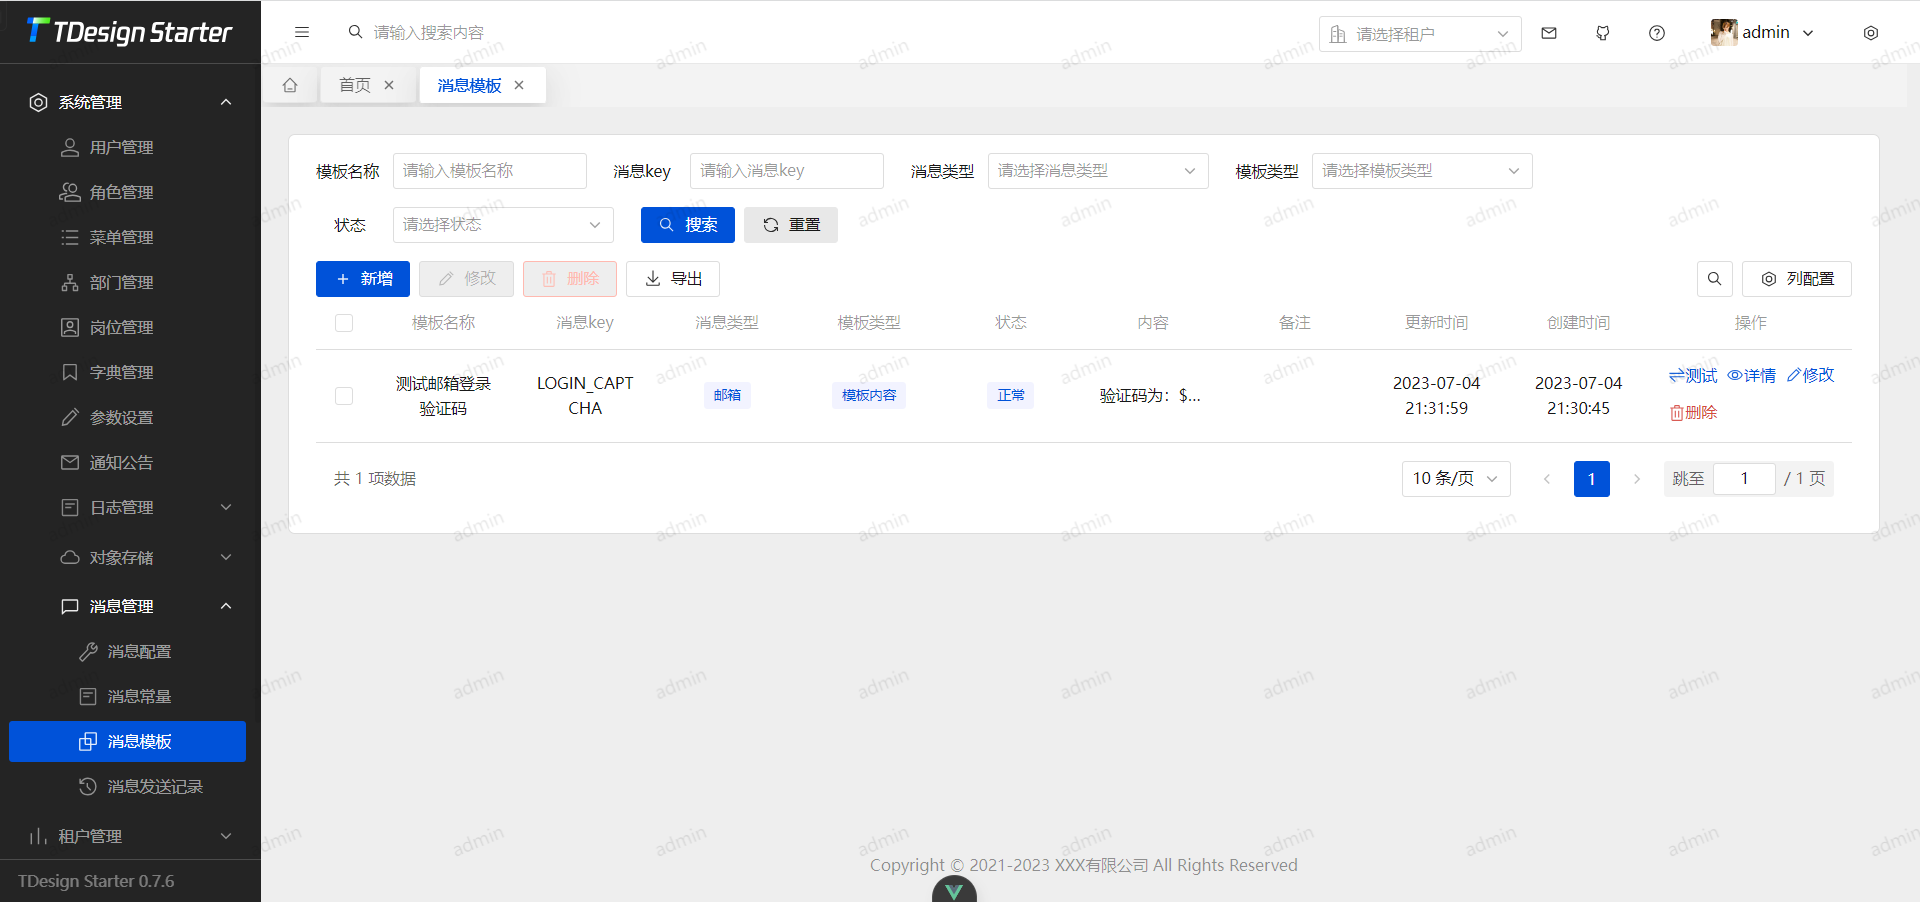 TDesign Starter
请输入搜索内容
请选择租户
admin
首页
消息模板
系统管理
用户管理
角色管理
菜单管理
部门管理
岗位管理
字典管理
参数设置
通知公告
日志管理
对象存储
消息管理
消息配置
消息常量
消息模板
消息发送记录
租户管理
TDesign Starter 0.7.6
模板名称 请输入模板名称 消息key 请输入消息key 消息类型 请选择消息类型 模板类型 请选择模板类型
状态 请选择状态 搜索 重置
新增 修改 删除 导出 列配置
模板名称 消息key 消息类型 模板类型 状态 内容 备注 更新时间 创建时间 操作
测试邮箱登录
验证码
LOGIN_CAPT
CHA
邮箱
模板内容
正常
验证码为：$...
2023-07-04
21:31:59
2023-07-04
21:30:45
测试 详情 修改
删除
共 1 项数据 10 条/页 1 跳至 1 / 1 页
Copyright © 2021-2023 XXX有限公司 All Rights Reserved